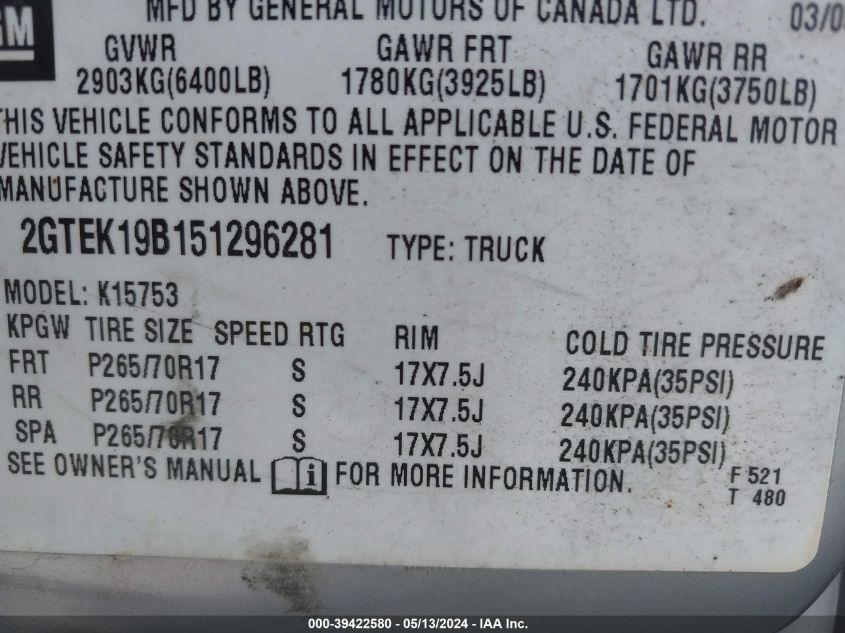 GM
MFD BY GENERAL MOTORS OF CANADA LTD. 03/0
GVWR GAWR FRT GAWR RR
2903KG(6400LB) 1780KG(3925LB) 1701KG(3750LB)
THIS VEHICLE CONFORMS TO ALL APPLICABLE U.S. FEDERAL MOTOR
VEHICLE SAFETY STANDARDS IN EFFECT ON THE DATE OF
MANUFACTURE SHOWN ABOVE.
2GTEK19B151296281 TYPE: TRUCK
MODEL: K15753
KPGW TIRE SIZE SPEED RTG RIM COLD TIRE PRESSURE
FRT P265/70R17 S 17X7.5J 240KPA(35PSI)
RR P265/70R17 S 17X7.5J 240KPA(35PSI)
SPA P265/70R17 S 17X7.5J 240KPA(35PSI)
SEE OWNER'S MANUAL i FOR MORE INFORMATION.
F 521
T 480
000-39422580 - 05/13/2024 - IAA Inc.